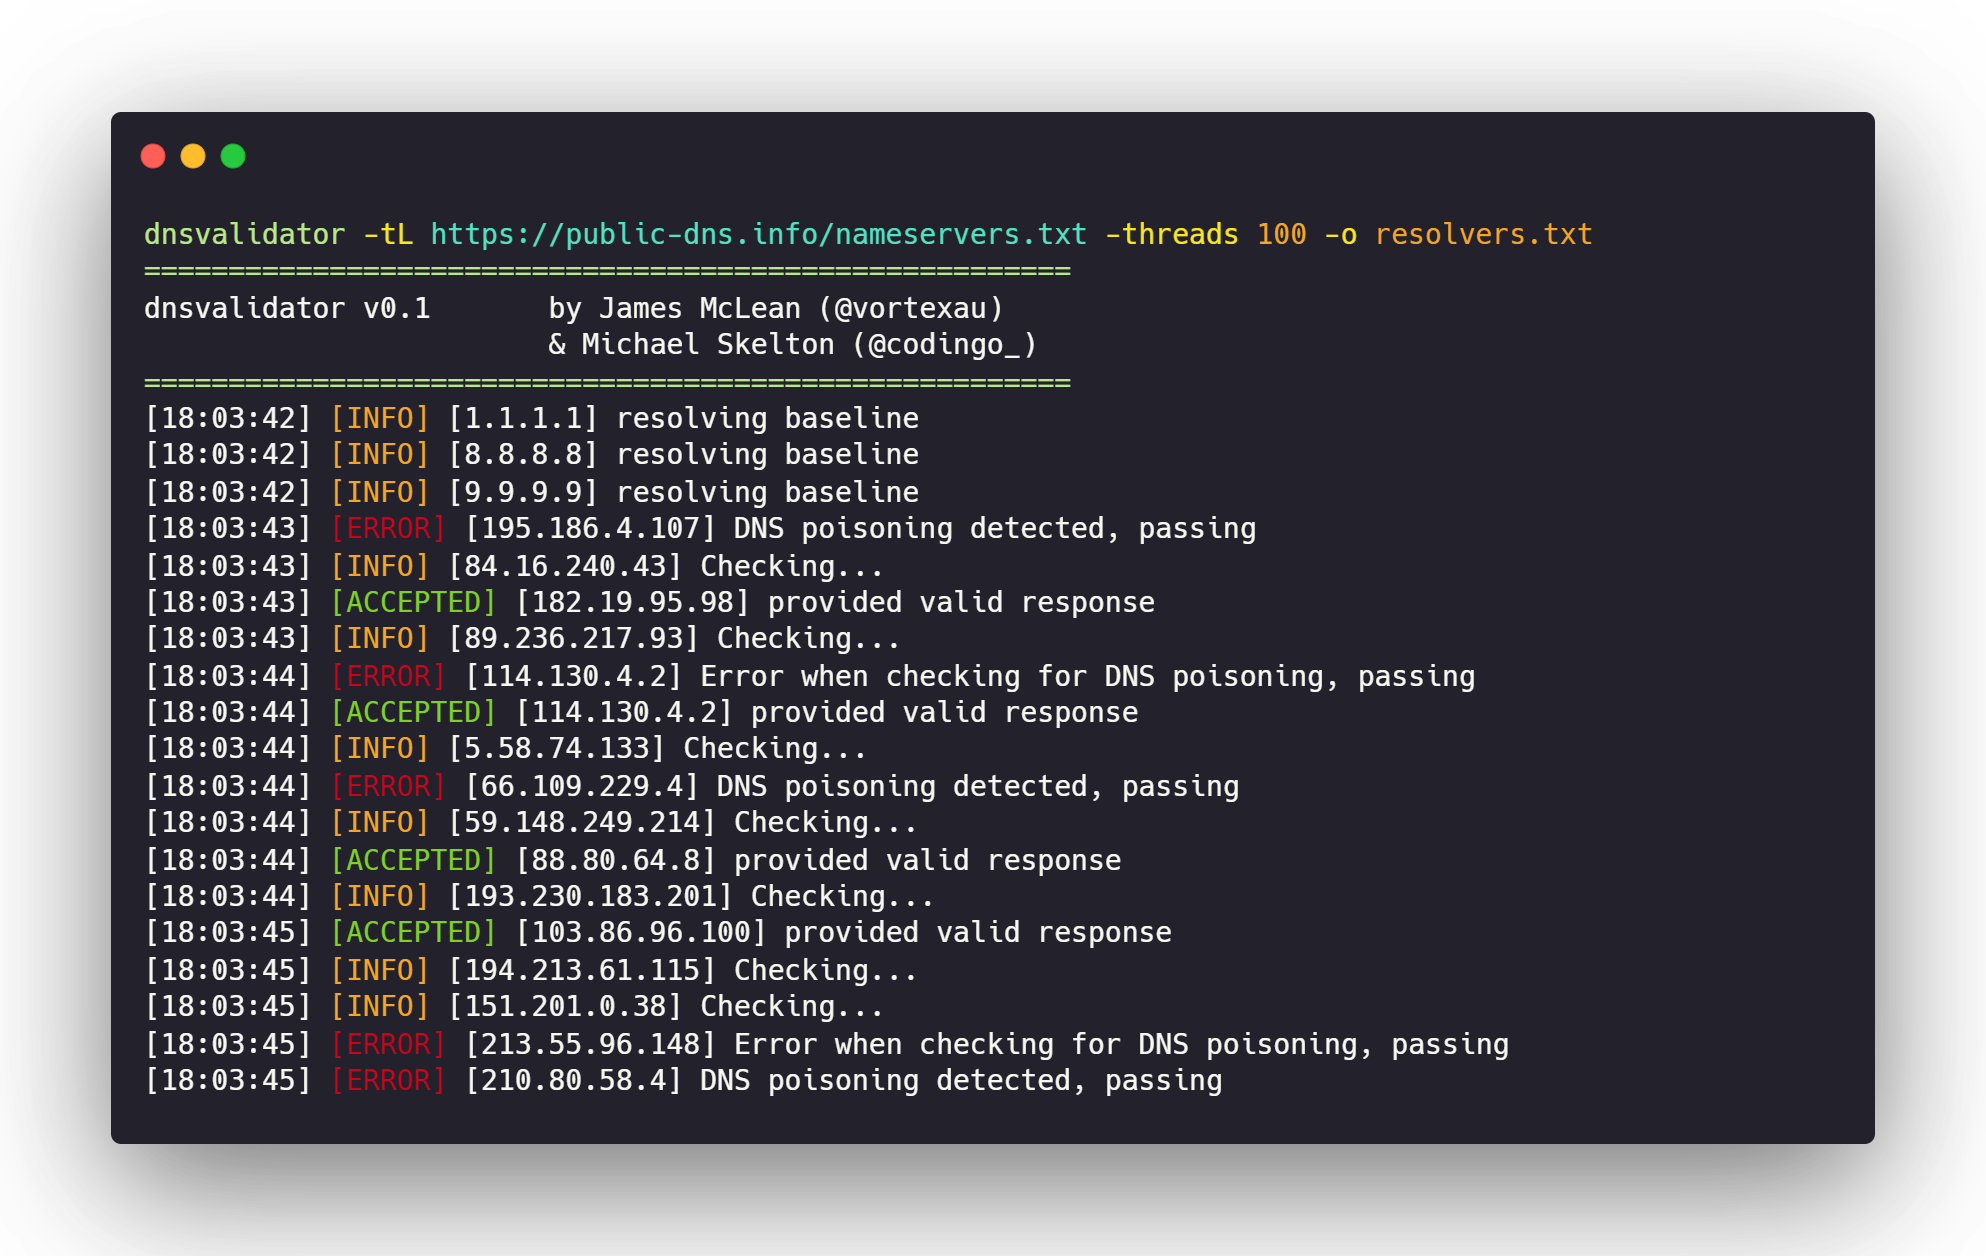 dnsvalidator -tL https://public-dns.info/nameservers.txt -threads 100 -o resolvers.txt
=======================================================
dnsvalidator v0.1       by James McLean (@vortexau)
                        & Michael Skelton (@codingo_)
=======================================================
[18:03:42] [INFO] [1.1.1.1] resolving baseline
[18:03:42] [INFO] [8.8.8.8] resolving baseline
[18:03:42] [INFO] [9.9.9.9] resolving baseline
[18:03:43] [ERROR] [195.186.4.107] DNS poisoning detected, passing
[18:03:43] [INFO] [84.16.240.43] Checking...
[18:03:43] [ACCEPTED] [182.19.95.98] provided valid response
[18:03:43] [INFO] [89.236.217.93] Checking...
[18:03:44] [ERROR] [114.130.4.2] Error when checking for DNS poisoning, passing
[18:03:44] [ACCEPTED] [114.130.4.2] provided valid response
[18:03:44] [INFO] [5.58.74.133] Checking...
[18:03:44] [ERROR] [66.109.229.4] DNS poisoning detected, passing
[18:03:44] [INFO] [59.148.249.214] Checking...
[18:03:44] [ACCEPTED] [88.80.64.8] provided valid response
[18:03:44] [INFO] [193.230.183.201] Checking...
[18:03:45] [ACCEPTED] [103.86.96.100] provided valid response
[18:03:45] [INFO] [194.213.61.115] Checking...
[18:03:45] [INFO] [151.201.0.38] Checking...
[18:03:45] [ERROR] [213.55.96.148] Error when checking for DNS poisoning, passing
[18:03:45] [ERROR] [210.80.58.4] DNS poisoning detected, passing